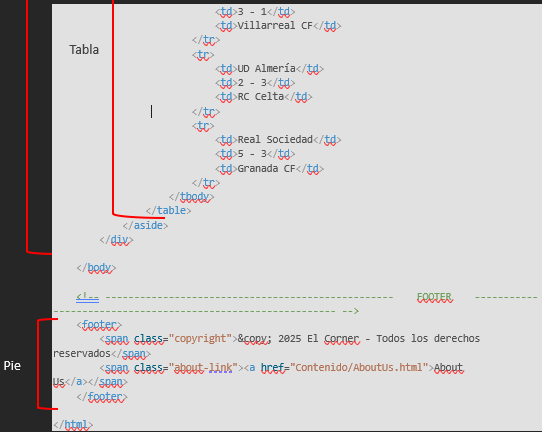 <td>3 - 1</td>
<td>Villarreal CF</td>
</tr>
Tabla
<tr>
<td>UD Almería</td>
<td>2 - 3</td>
<td>RC Celta</td>
</tr>
<tr>
<td>Real Sociedad</td>
<td>5 - 3</td>
<td>Granada CF</td>
</tr>
</tbody>
</table>
</aside>
</div>
</body>
<!-- -------------------------------------------------- FOOTER -----------
-------------------------------------------------- -->
<footer>
<span class="copyright">&copy; 2025 El Corner - Todos los derechos
reservados</span>
Pie
<span class="about-link"><a href="Contenido/AboutUs.html">About
Us</a></span>
</footer>
</html>